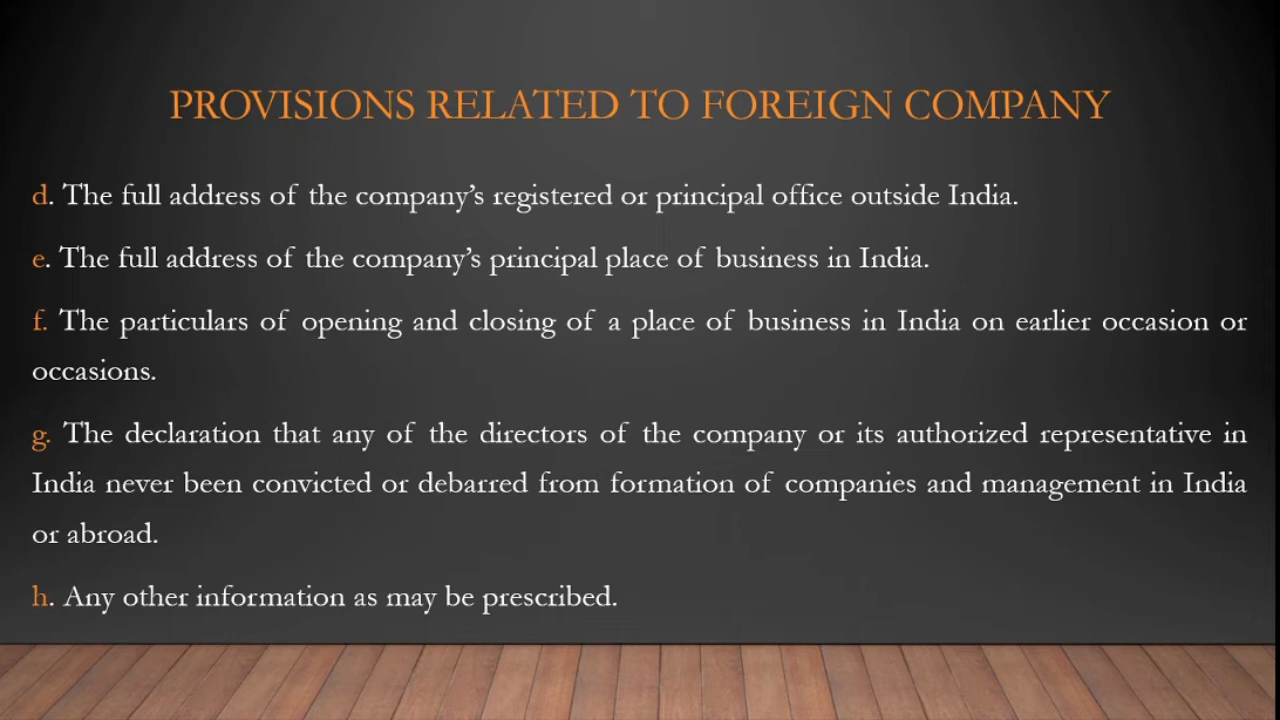 PROVISIONS RELATED TO FOREIGN COMPANY
d. The full address of the company's registered or principal office outside India.
e. The full address of the company's principal place of business in India.
f. The particulars of opening and closing of a place of business in India on earlier occasion or
occasions.
g. The declaration that any of the directors of the company or its authorized representative in
India never been convicted or debarred from formation of companies and management in India
or abroad.
h. Any other information as may be prescribed.